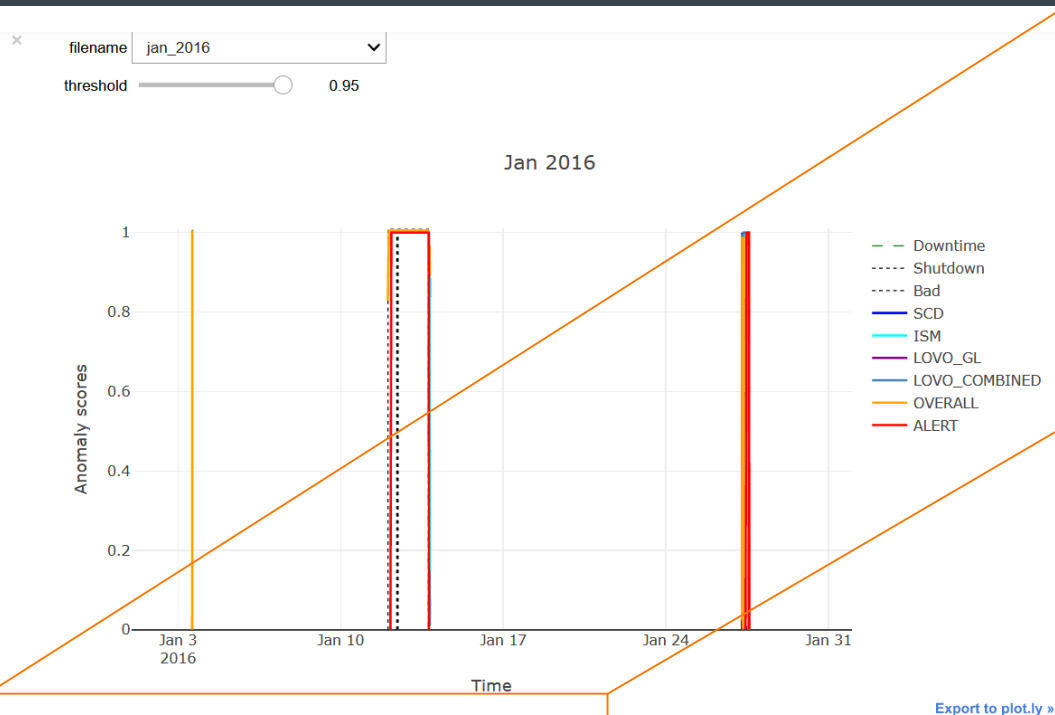 ×
filename jan_2016
threshold 0.95
Jan 2016
Anomaly scores
1
0.8
0.6
0.4
0.2
0
Jan 3 Jan 10 Jan 17 Jan 24 Jan 31
2016
Time
Downtime
Shutdown
Bad
SCD
ISM
LOVO_GL
LOVO_COMBINED
OVERALL
ALERT
Export to plot.ly »